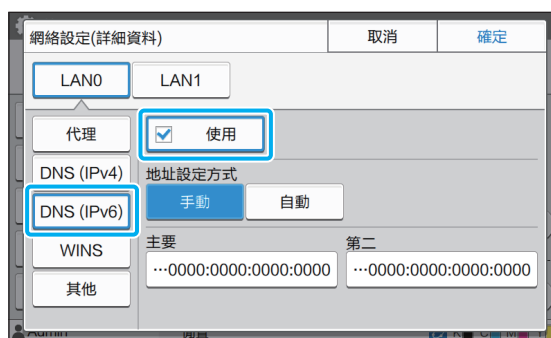 網絡設定(詳細資料) 取消 確定
LAN0 LAN1
代理
使用
DNS (IPv4)
地址設定方式
手動 自動
DNS (IPv6)
WINS
主要 第二
…0000:0000:0000:0000 …0000:0000:0000:0000
其他
Admin